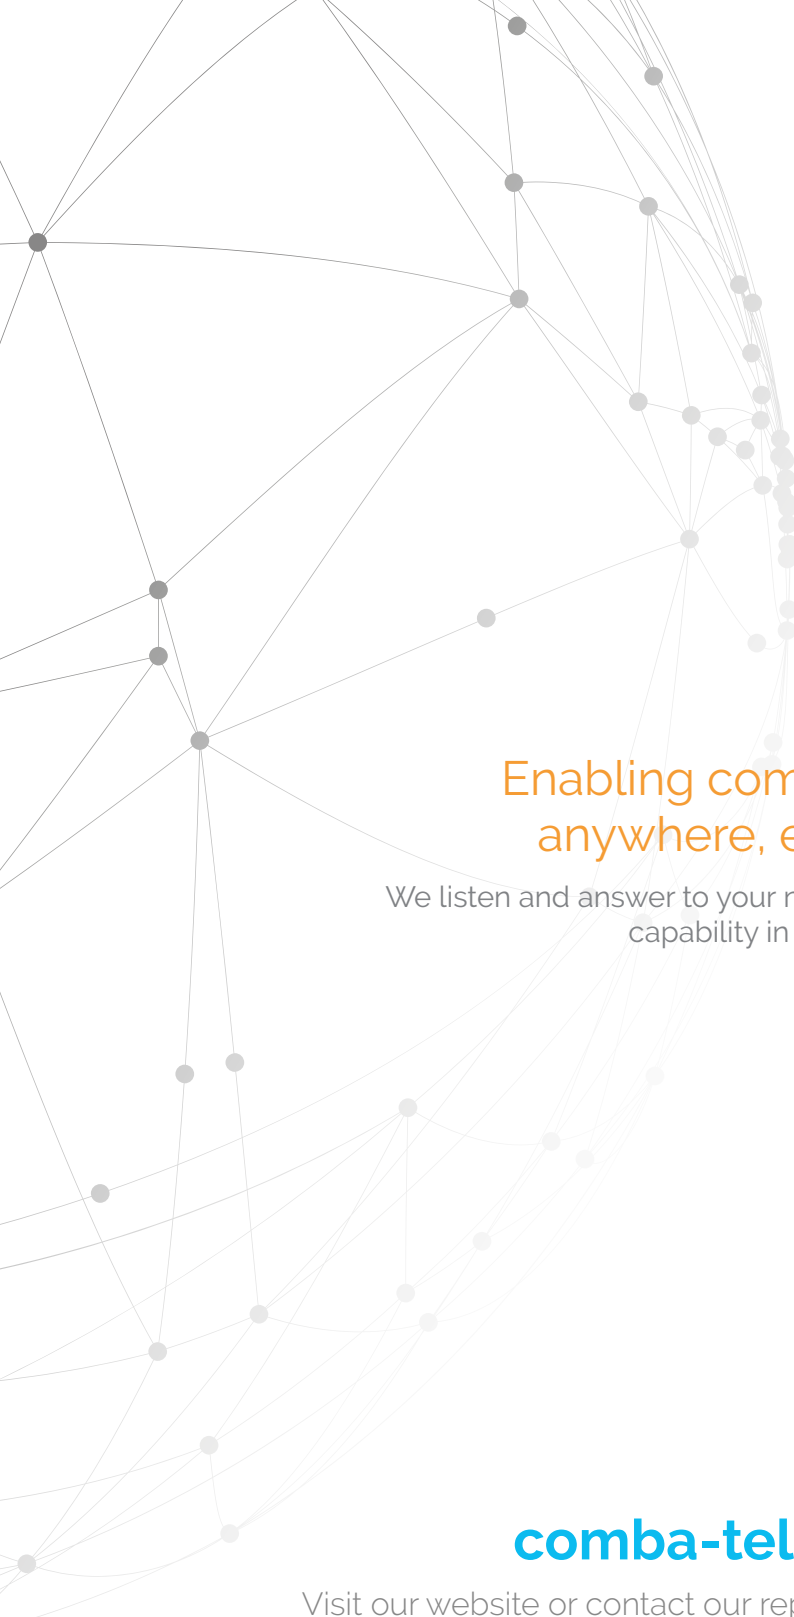 Enabling com
anywhere, e
We listen and answer to your n
capability in
comba-tel
Visit our website or contact our rep